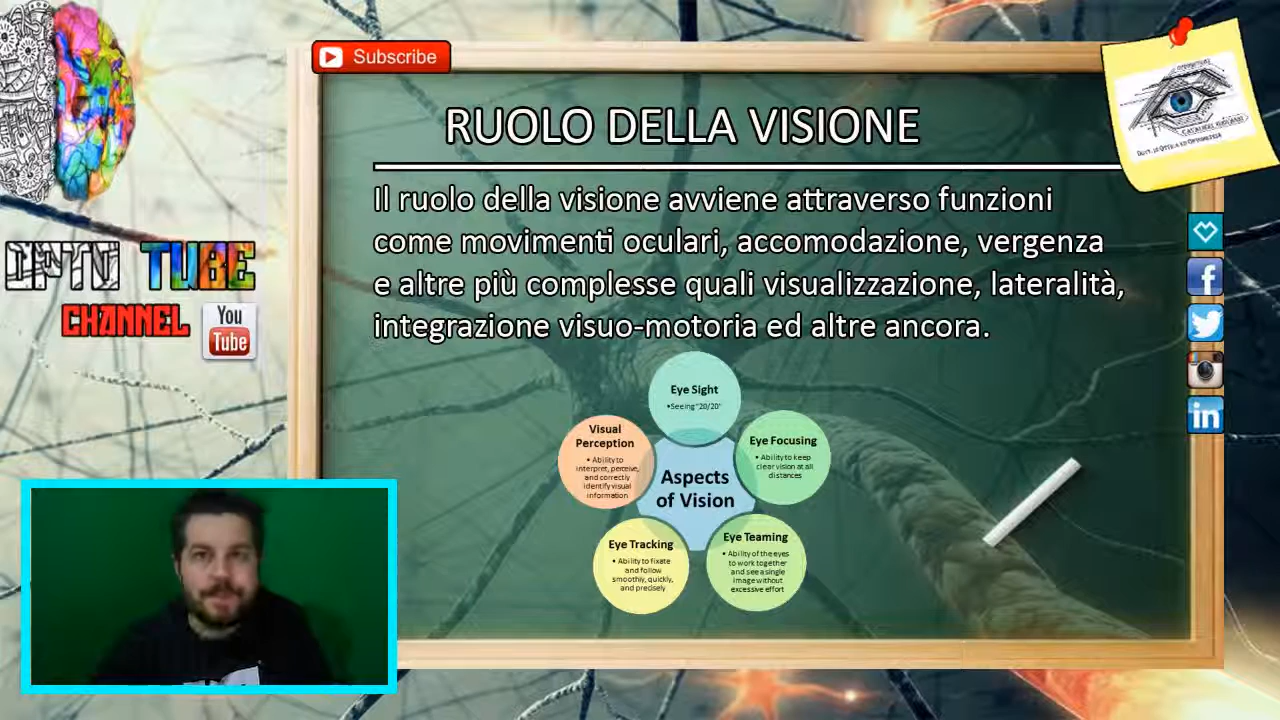 Subscribe
RUOLO DELLA VISIONE
Il ruolo della visione avviene attraverso funzioni
come movimenti oculari, accomodazione, vergenza
e altre più complesse quali visualizzazione, lateralità,
integrazione visuo-motoria ed altre ancora.
OPTO TUBE
CHANNEL
You
Tube
Eye Sight
•Seeing "20/20"
Visual
Perception
• Ability to
interpret, perceive,
and correctly
identify visual
information
Eye Focusing
• Ability to keep
clear vision at all
distances
Aspects
of Vision
Eye Tracking
• Ability to fixate
and follow
smoothly, quickly,
and precisely
Eye Teaming
• Ability of the eyes
to work together
and see a single
image without
excessive effort
f
in